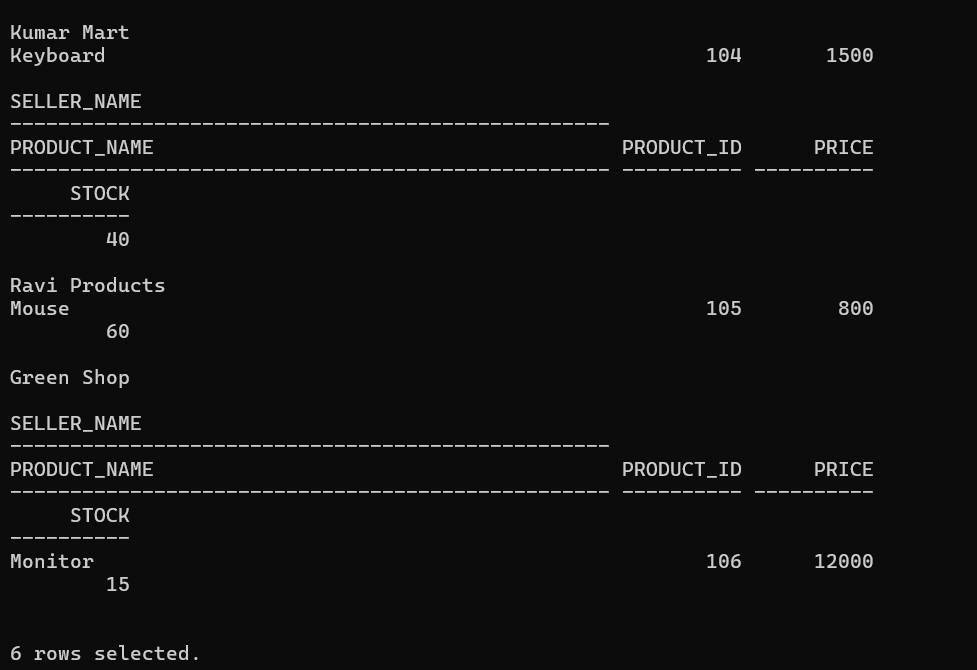 Kumar Mart
Keyboard                                                  104       1500

SELLER_NAME
--------------------------------------------------
PRODUCT_NAME                                       PRODUCT_ID      PRICE
-------------------------------------------------- ---------- ----------
     STOCK
----------
        40

Ravi Products
Mouse                                                     105        800
        60

Green Shop

SELLER_NAME
--------------------------------------------------
PRODUCT_NAME                                       PRODUCT_ID      PRICE
-------------------------------------------------- ---------- ----------
     STOCK
----------
Monitor                                                   106      12000
        15


6 rows selected.